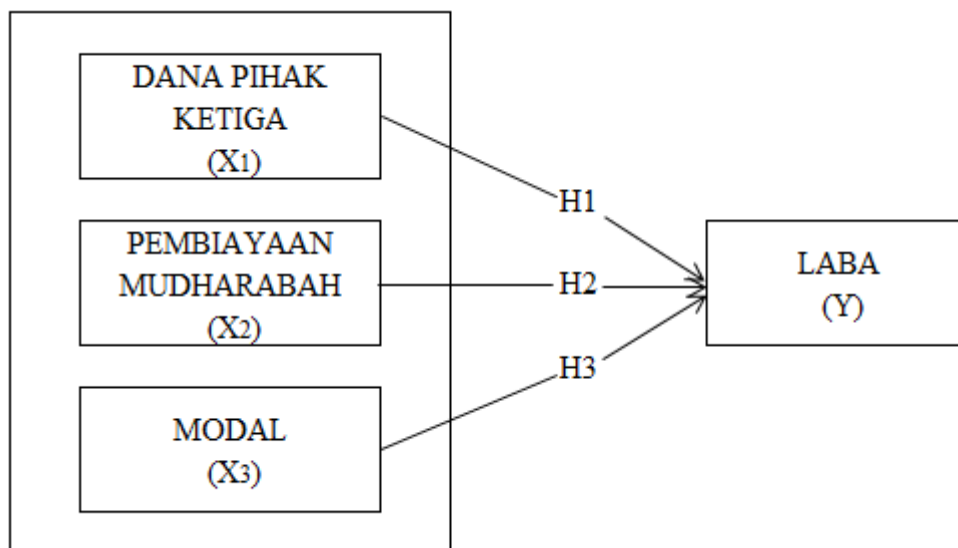 DANA PIHAK
KETIGA
(X1)
H1
PEMBIAYAAN
MUDHARABAH
(X2)
H2
LABA
(Y)
H3
MODAL
(X3)